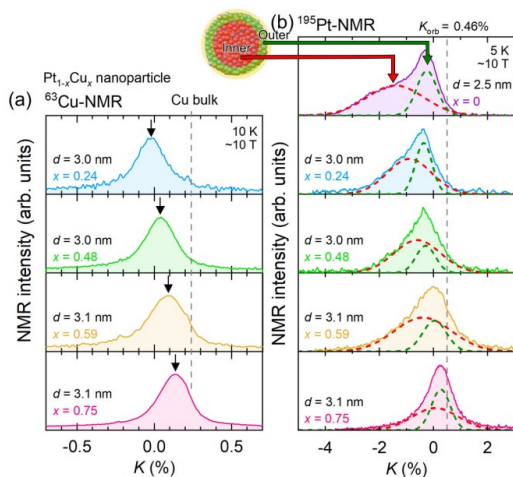 Inner
Outer
(b) ¹⁹⁵Pt-NMR
K_orb = 0.46%
Pt₁₋ₓCuₓ nanoparticle
(a) ⁶³Cu-NMR
Cu bulk
10 K
~10 T
d = 3.0 nm
x = 0.24
d = 3.0 nm
x = 0.48
d = 3.1 nm
x = 0.59
d = 3.1 nm
x = 0.75
NMR intensity (arb. units)
-0.5 0.0 0.5
K (%)
5 K
~10 T
d = 2.5 nm
x = 0
d = 3.0 nm
x = 0.24
d = 3.0 nm
x = 0.48
d = 3.1 nm
x = 0.59
d = 3.1 nm
x = 0.75
NMR intensity (arb. units)
-4 -2 0 2
K (%)